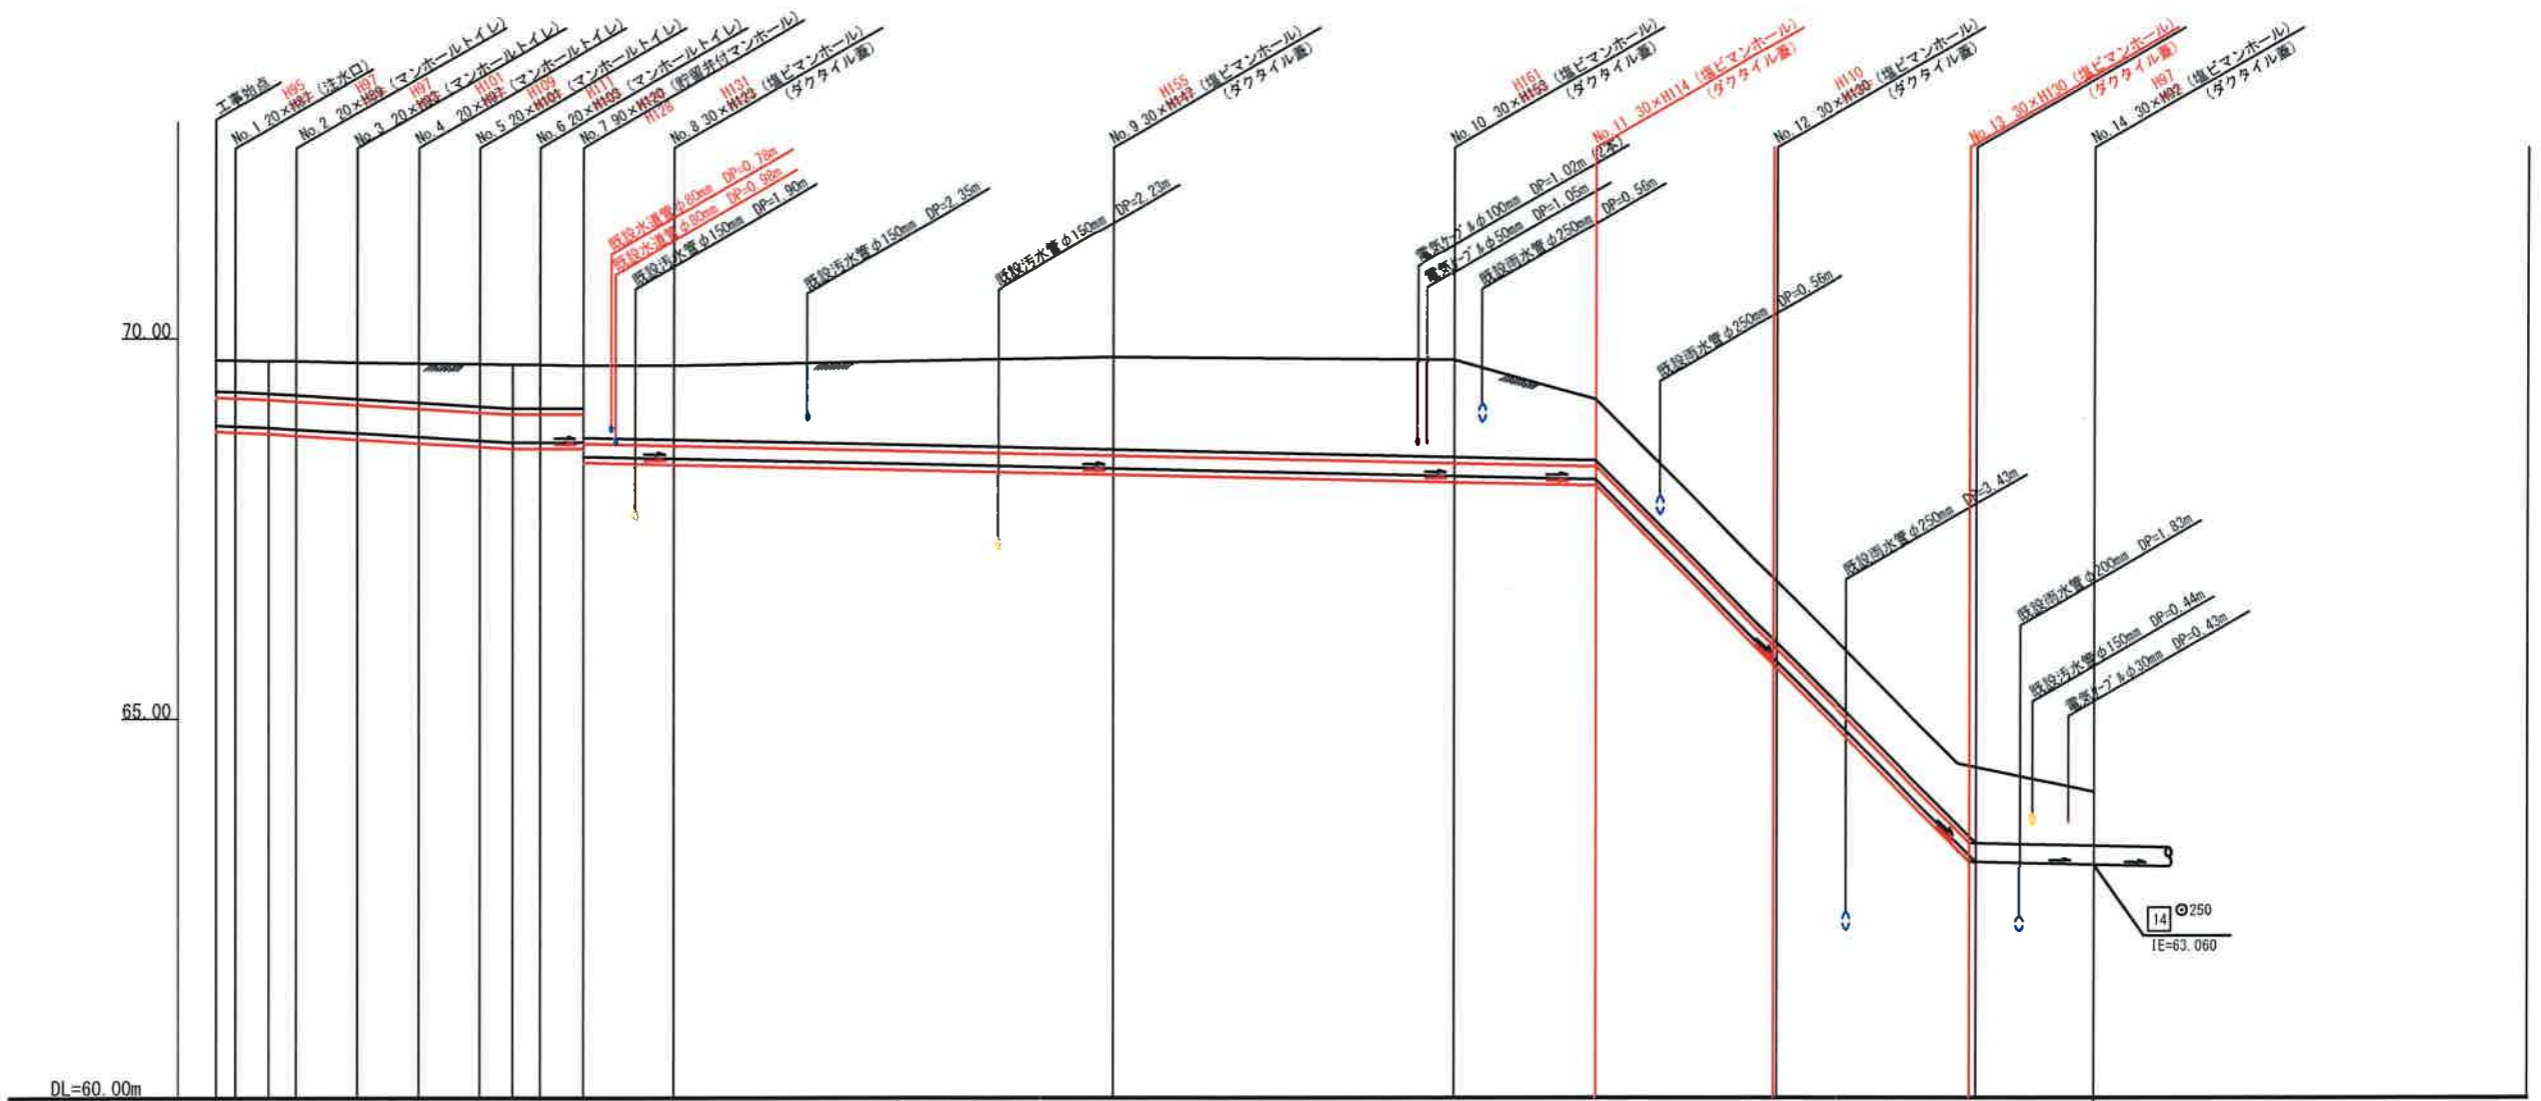 工事始点
No.1 20×H87 (注水口)
H95
No.2 20×H89 (マンホールトイレ)
H97
No.3 20×H93 (マンホールトイレ)
H97
No.4 20×H97 (マンホールトイレ)
H101
No.5 20×H101 (マンホールトイレ)
H109
No.6 20×H103 (マンホールトイレ)
H111
No.7 90×H120 (貯留弁付マンホール)
H128
No.8 30×H123 (塩ビマンホール)
H131
(ダクタイル蓋)
No.9 30×H147 (塩ビマンホール)
H155
(ダクタイル蓋)
No.10 30×H153 (塩ビマンホール)
H161
(ダクタイル蓋)
No.11 30×H114 (塩ビマンホール)
(ダクタイル蓋)
No.12 30×H130 (塩ビマンホール)
H110
(ダクタイル蓋)
No.13 30×H130 (塩ビマンホール)
(ダクタイル蓋)
No.14 30×H92 (塩ビマンホール)
H97
(ダクタイル蓋)
既設水道管φ80mm DP=0.78m
既設水道管φ80mm DP=0.98m
既設汚水管φ150mm DP=1.90m
既設汚水管φ150mm DP=2.35m
既設汚水管φ150mm DP=2.23m
電気ケーブルφ100mm DP=1.02m (2本)
電気ケーブルφ50mm DP=1.05m
既設雨水管φ250mm DP=0.56m
既設雨水管φ250mm DP=0.56m
既設雨水管φ250mm DP=3.43m
既設雨水管φ200mm DP=1.83m
既設汚水管φ150mm DP=0.44m
電気ケーブルφ30mm DP=0.43m
70.00
65.00
14 250
IE=63.060
DL=60.00m